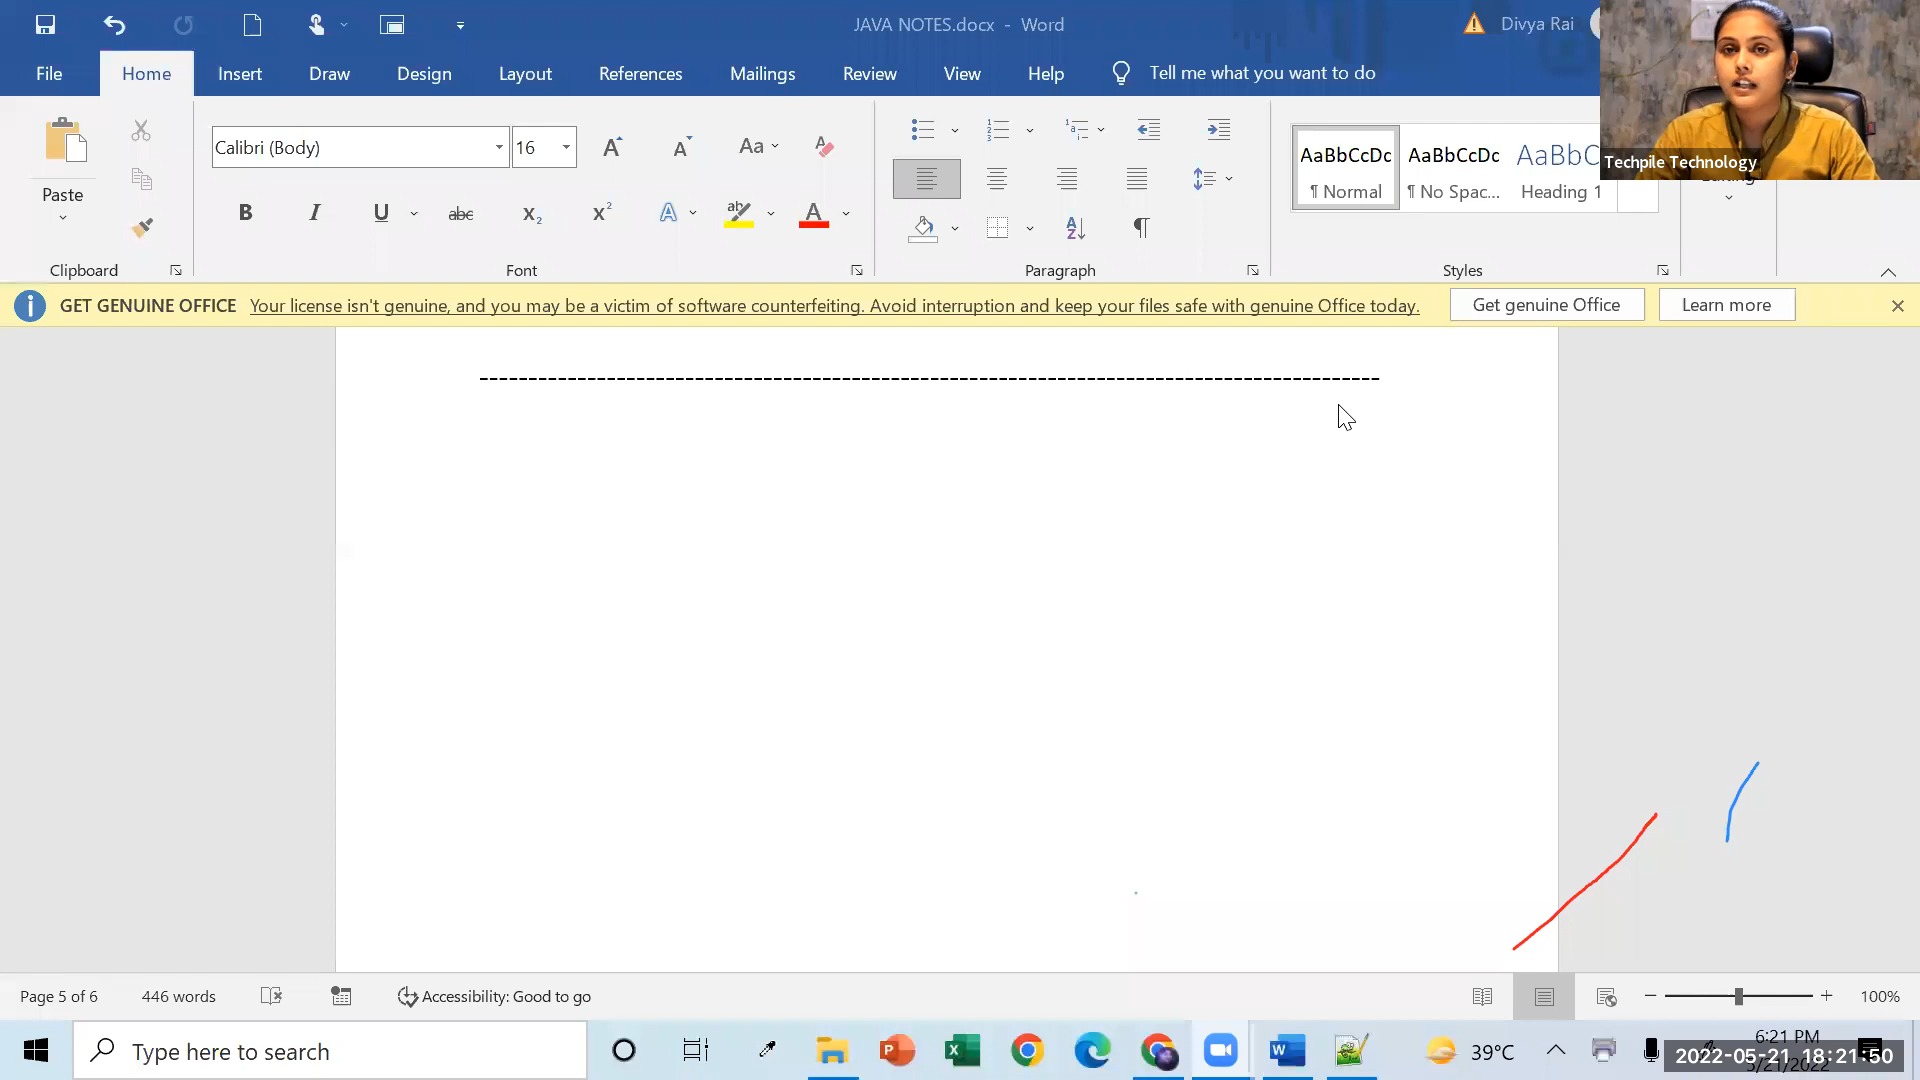 JAVA NOTES.docx - Word
Divya Rai
File Home Insert Draw Design Layout References Mailings Review View Help Tell me what you want to do
Paste
Clipboard
Calibri (Body) 16
Aa
B I U abc X₂ X² A ab A
Font
Paragraph
AaBbCcDc AaBbCcDc AaBbC
¶ Normal ¶ No Spac... Heading 1
Styles
Editing
Techpile Technology
GET GENUINE OFFICE Your license isn't genuine, and you may be a victim of software counterfeiting. Avoid interruption and keep your files safe with genuine Office today. Get genuine Office Learn more
Page 5 of 6 446 words Accessibility: Good to go 100%
Type here to search
39°C
6:21 PM
2022-05-21 18:21:50